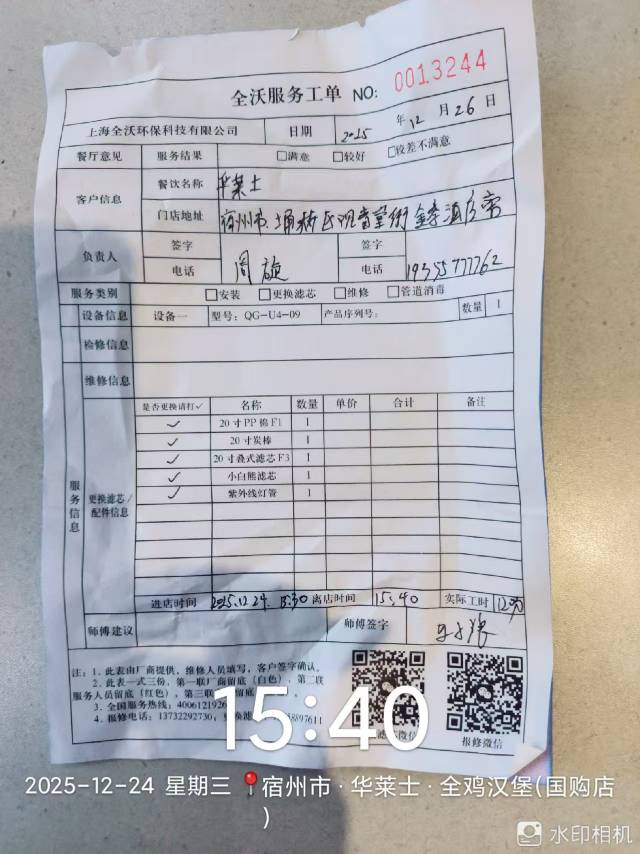 全沃服务工单 NO: 0013244
上海全沃环保科技有限公司 日期 2025 年 12 月 26 日
餐厅意见 服务结果 □满意 □较好 □较差不满意
客户信息 餐饮名称 华莱士
门店地址 宿州市埇桥区观音堂街
负责人 签字 周旋 签字
电话 电话 19355777762
服务类别 □安装 □更换滤芯 □维修 □管道消毒
设备信息 设备一 型号: QG-U4-09 产品序列号: 数量 1
检修信息
维修信息
服务信息 更换滤芯/配件信息 是否更换请打✓ 名称 数量 单价 合计 备注
✓ 20寸PP棉F1 1
✓ 20寸炭棒 1
✓ 20寸叠式滤芯F3 1
✓ 小白熊滤芯 1
✓ 紫外线灯管 1
进店时间 2025.12.24. 15:30 离店时间 15:40 实际工时
师傅建议 师傅签字
注: 1. 此表由厂商提供, 维修人员填写, 客户签字确认。
2. 此表一式三份, 第一联厂商留底 (白色), 第二联
服务人员留底 (红色), 第三联
3. 全国服务热线: 4006121926
4. 报修电话: 13732292730,
报修微信
15:40
2025-12-24 星期三 📍宿州市·华莱士·全鸡汉堡(国购店
)
水印相机